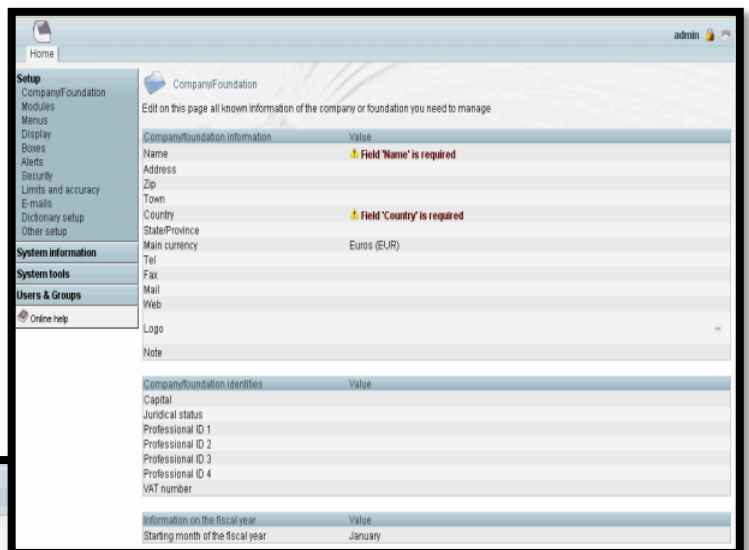 admin
Home
Setup
Company/Foundation
Modules
Menus
Display
Boxes
Alerts
Security
Limits and accuracy
E-mails
Dictionary setup
Other setup
System information
System tools
Users & Groups
Online help
Company/Foundation
Edit on this page all known information of the company or foundation you need to manage
Company/foundation information Value
Name Field 'Name' is required
Address
Zip
Town
Country Field 'Country' is required
State/Province
Main currency Euros (EUR)
Tel
Fax
Mail
Web
Logo
Note
Company/foundation identities Value
Capital
Juridical status
Professional ID 1
Professional ID 2
Professional ID 3
Professional ID 4
VAT number
Information on the fiscal year Value
Starting month of the fiscal year January